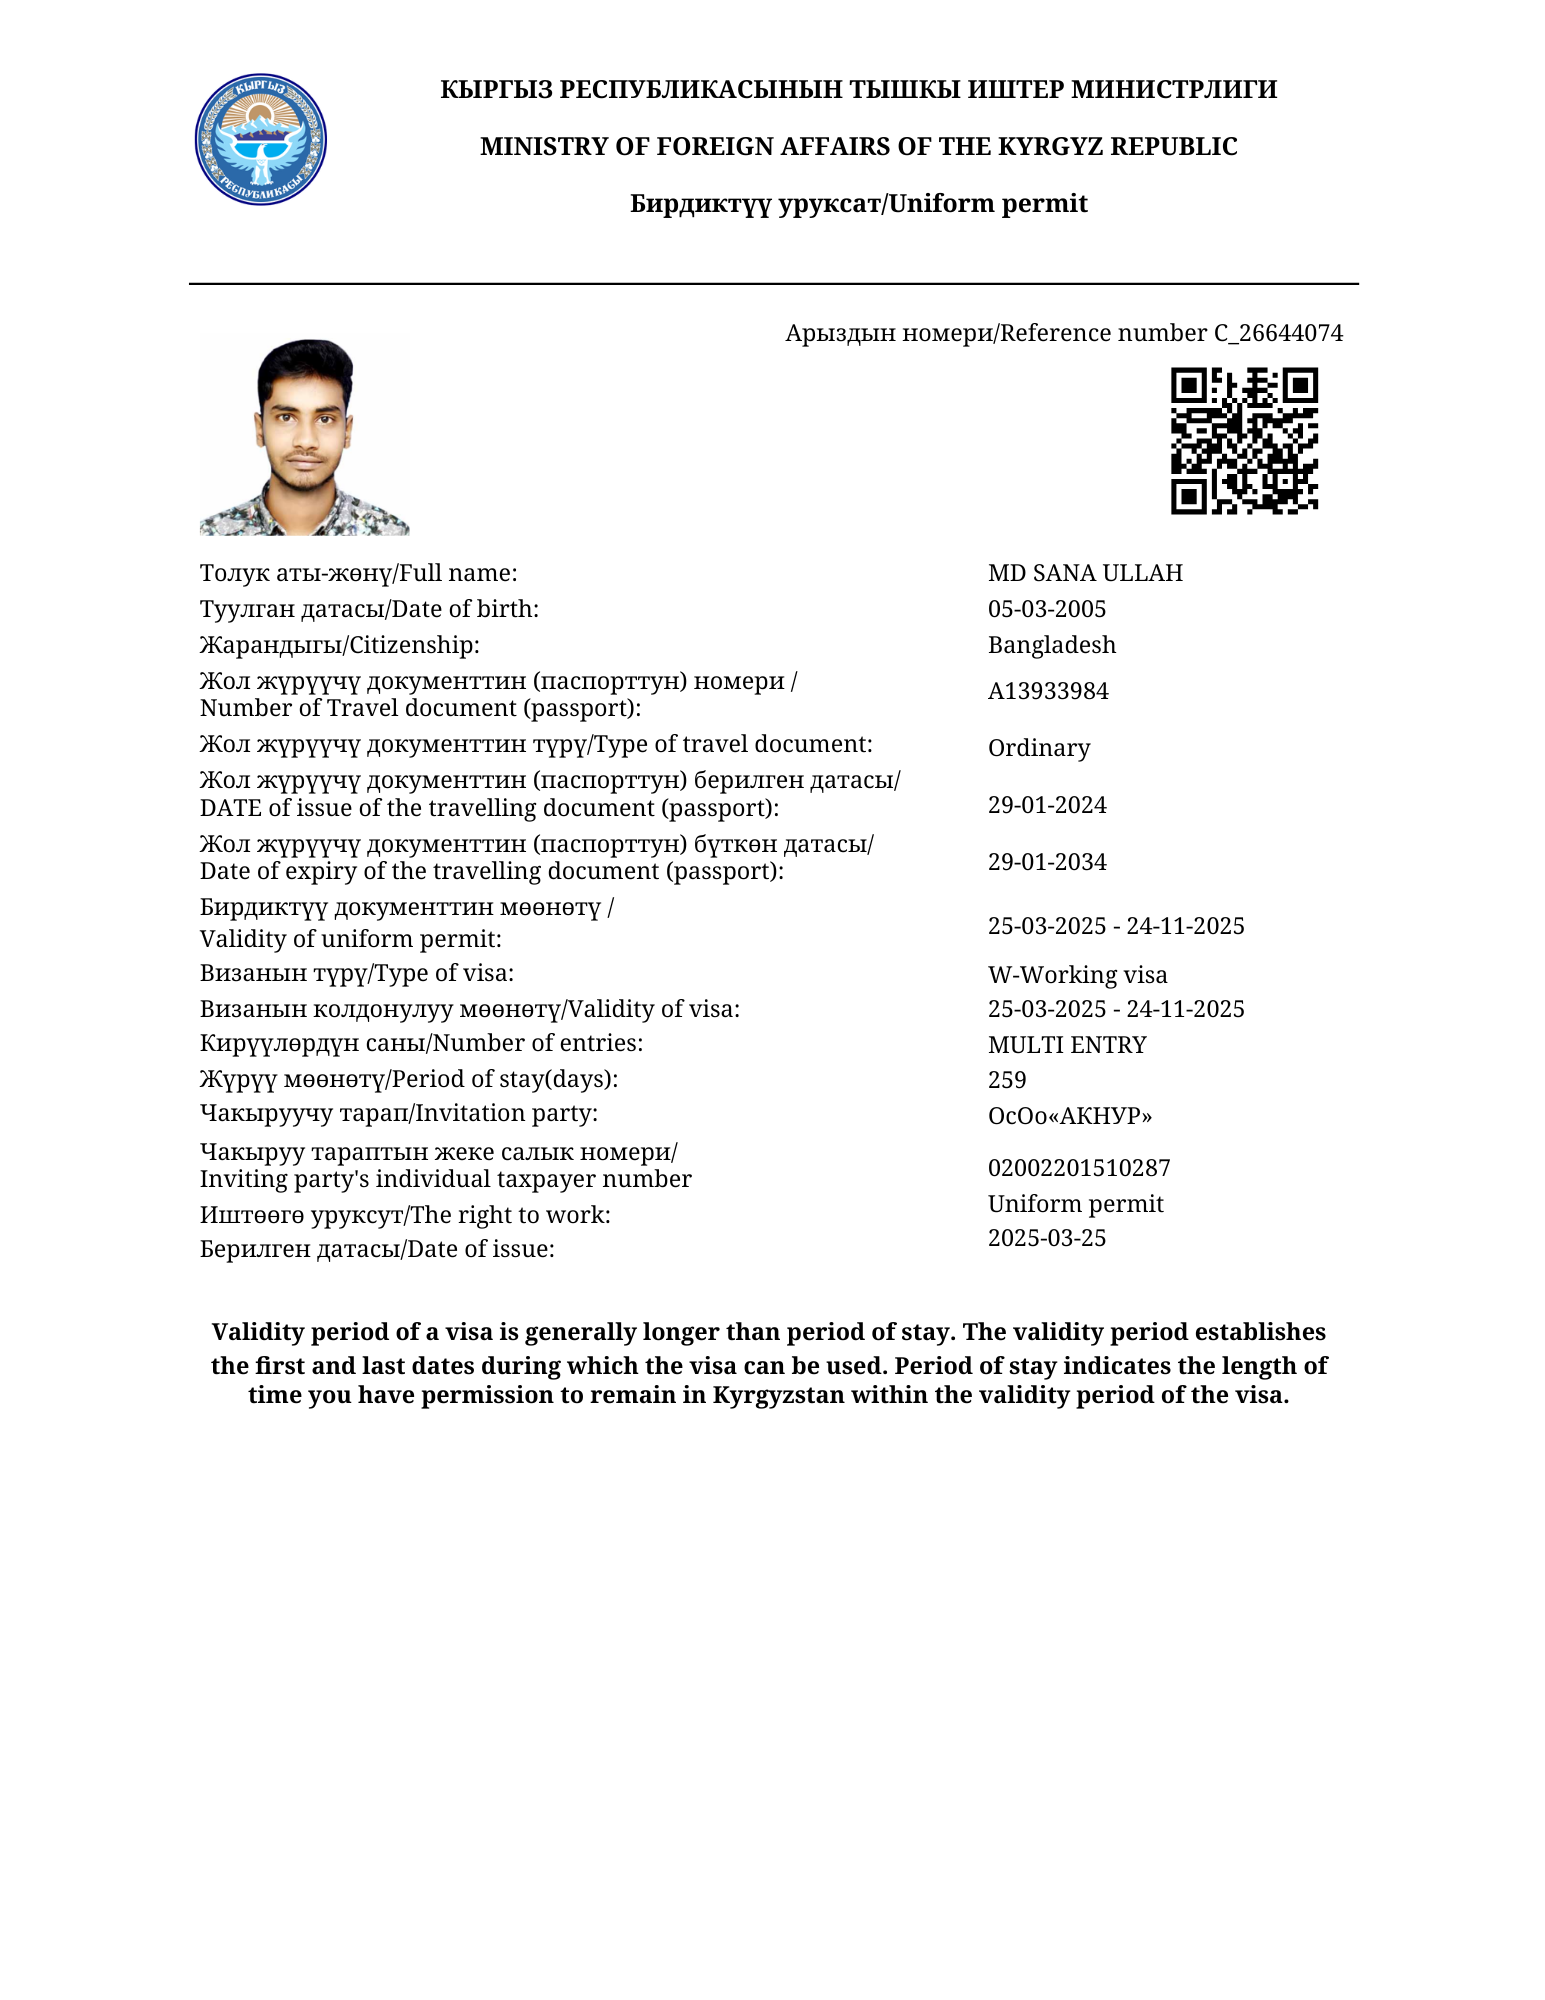 КЫРГЫЗ
РЕСПУБЛИКАСЫ
КЫРГЫЗ РЕСПУБЛИКАСЫНЫН ТЫШКЫ ИШТЕР МИНИСТРЛИГИ
MINISTRY OF FOREIGN AFFAIRS OF THE KYRGYZ REPUBLIC
Бирдиктүү уруксат/Uniform permit
Арыздын номери/Reference number C_26644074
Толук аты-жөнү/Full name: MD SANA ULLAH
Туулган датасы/Date of birth: 05-03-2005
Жарандыгы/Citizenship: Bangladesh
Жол жүрүүчү документтин (паспорттун) номери /
Number of Travel document (passport): A13933984
Жол жүрүүчү документтин түрү/Type of travel document: Ordinary
Жол жүрүүчү документтин (паспорттун) берилген датасы/
DATE of issue of the travelling document (passport): 29-01-2024
Жол жүрүүчү документтин (паспорттун) бүткөн датасы/
Date of expiry of the travelling document (passport): 29-01-2034
Бирдиктүү документтин мөөнөтү /
Validity of uniform permit: 25-03-2025 - 24-11-2025
Визанын түрү/Type of visa: W-Working visa
Визанын колдонулуу мөөнөтү/Validity of visa: 25-03-2025 - 24-11-2025
Кирүүлөрдүн саны/Number of entries: MULTI ENTRY
Жүрүү мөөнөтү/Period of stay(days): 259
Чакыруучу тарап/Invitation party: ОсОо«АКНУР»
Чакыруу тараптын жеке салык номери/
Inviting party's individual taxpayer number 02002201510287
Иштөөгө уруксут/The right to work: Uniform permit
Берилген датасы/Date of issue: 2025-03-25
Validity period of a visa is generally longer than period of stay. The validity period establishes
the first and last dates during which the visa can be used. Period of stay indicates the length of
time you have permission to remain in Kyrgyzstan within the validity period of the visa.